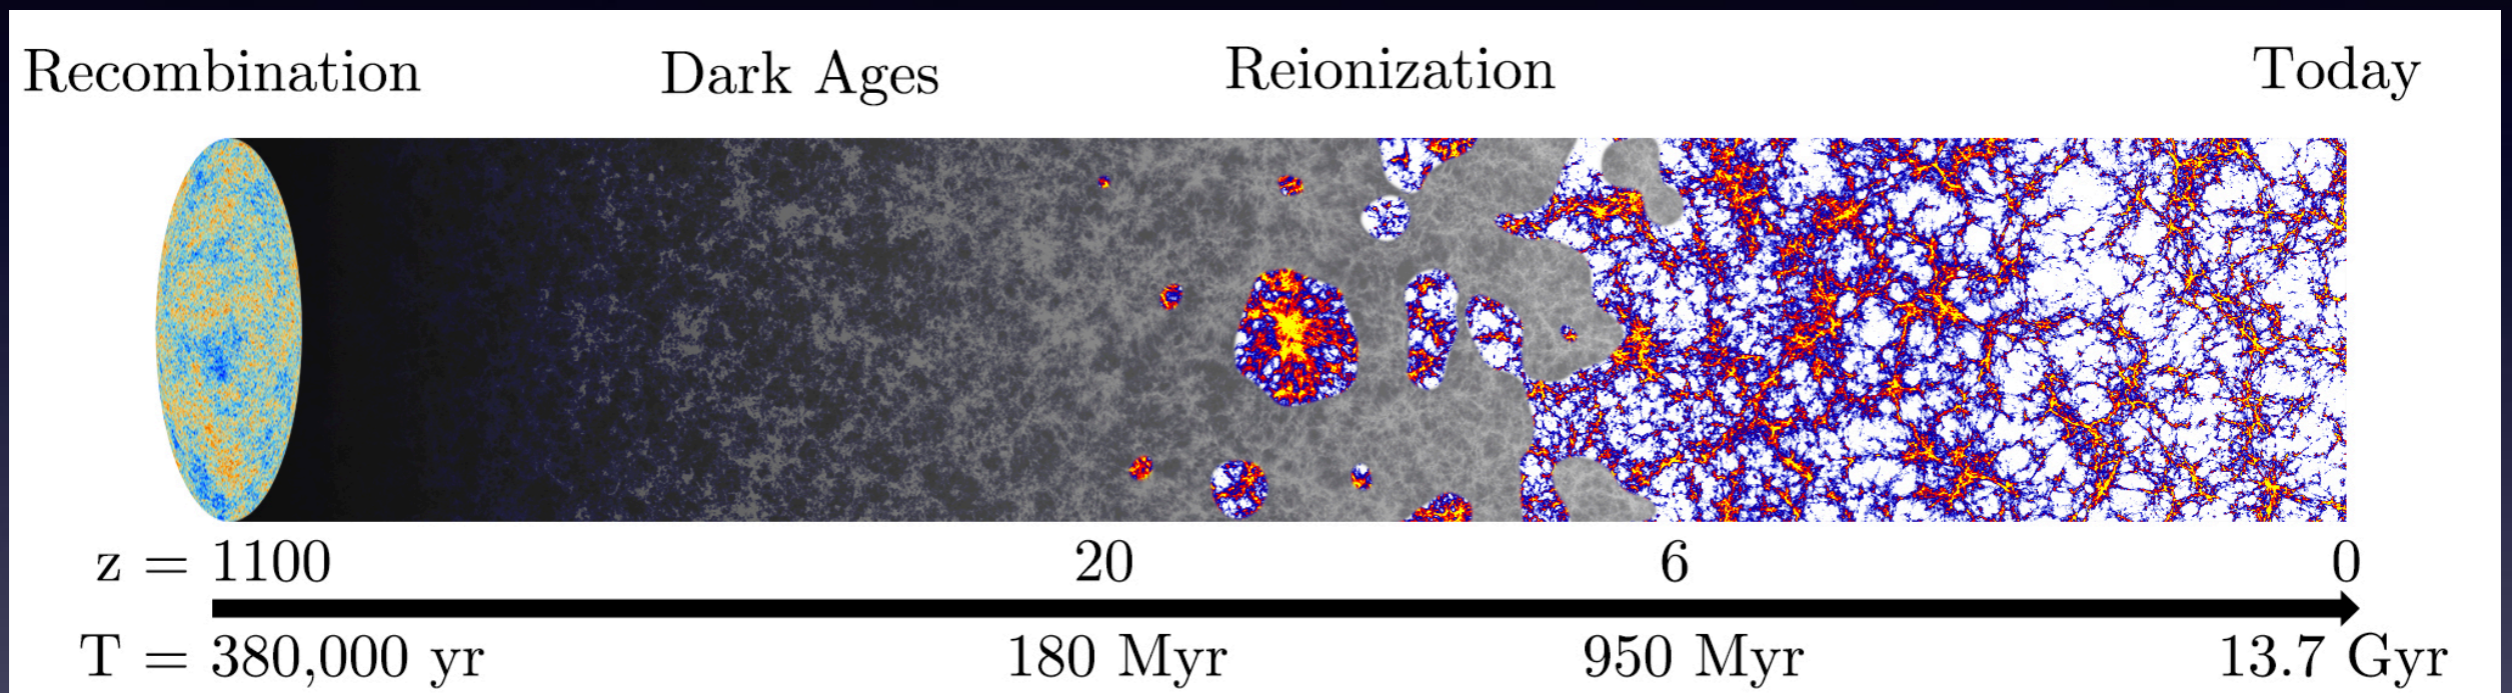 Recombination Dark Ages Reionization Today
z = 1100 20 6 0
T = 380,000 yr 180 Myr 950 Myr 13.7 Gyr